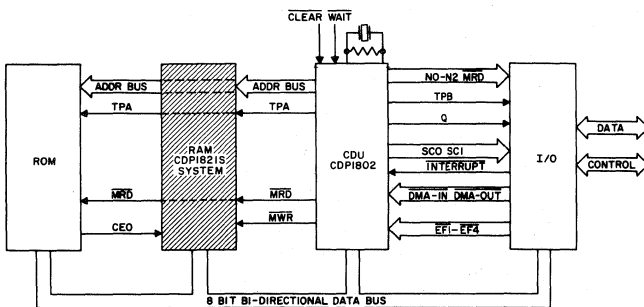 CLEAR WAIT
ADDR BUS
ADDR BUS
NO-N2 MRD
TPA
TPA
TPB
Q
ROM
RAM
CDP1821S
SYSTEM
CDU
CDP1802
I/O
DATA
CONTROL
SCO SCI
INTERRUPT
MRD
MRD
DMA-IN DMA-OUT
MWR
CEO
EF1-EF4
8 BIT BI-DIRECTIONAL DATA BUS